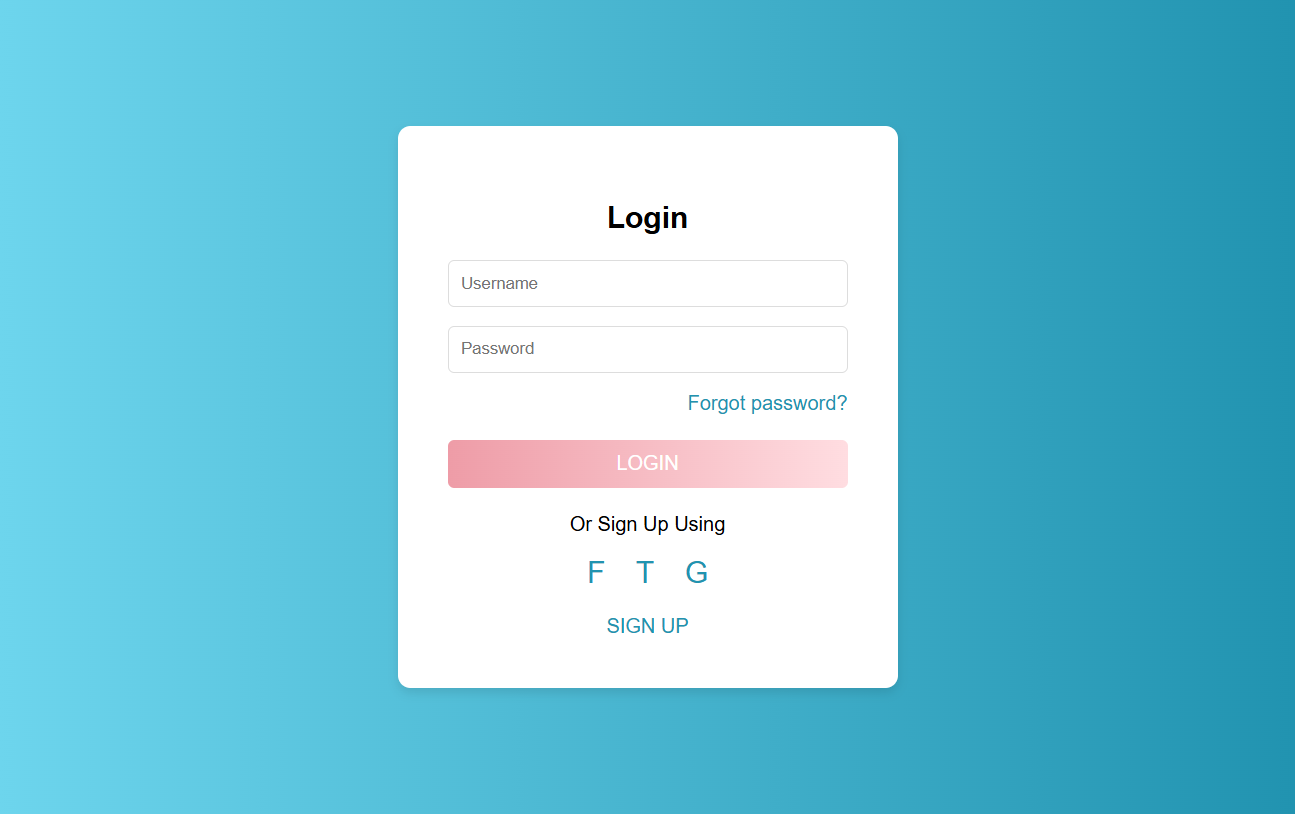 Login
Username
Password
Forgot password?
LOGIN
Or Sign Up Using
F T G
SIGN UP